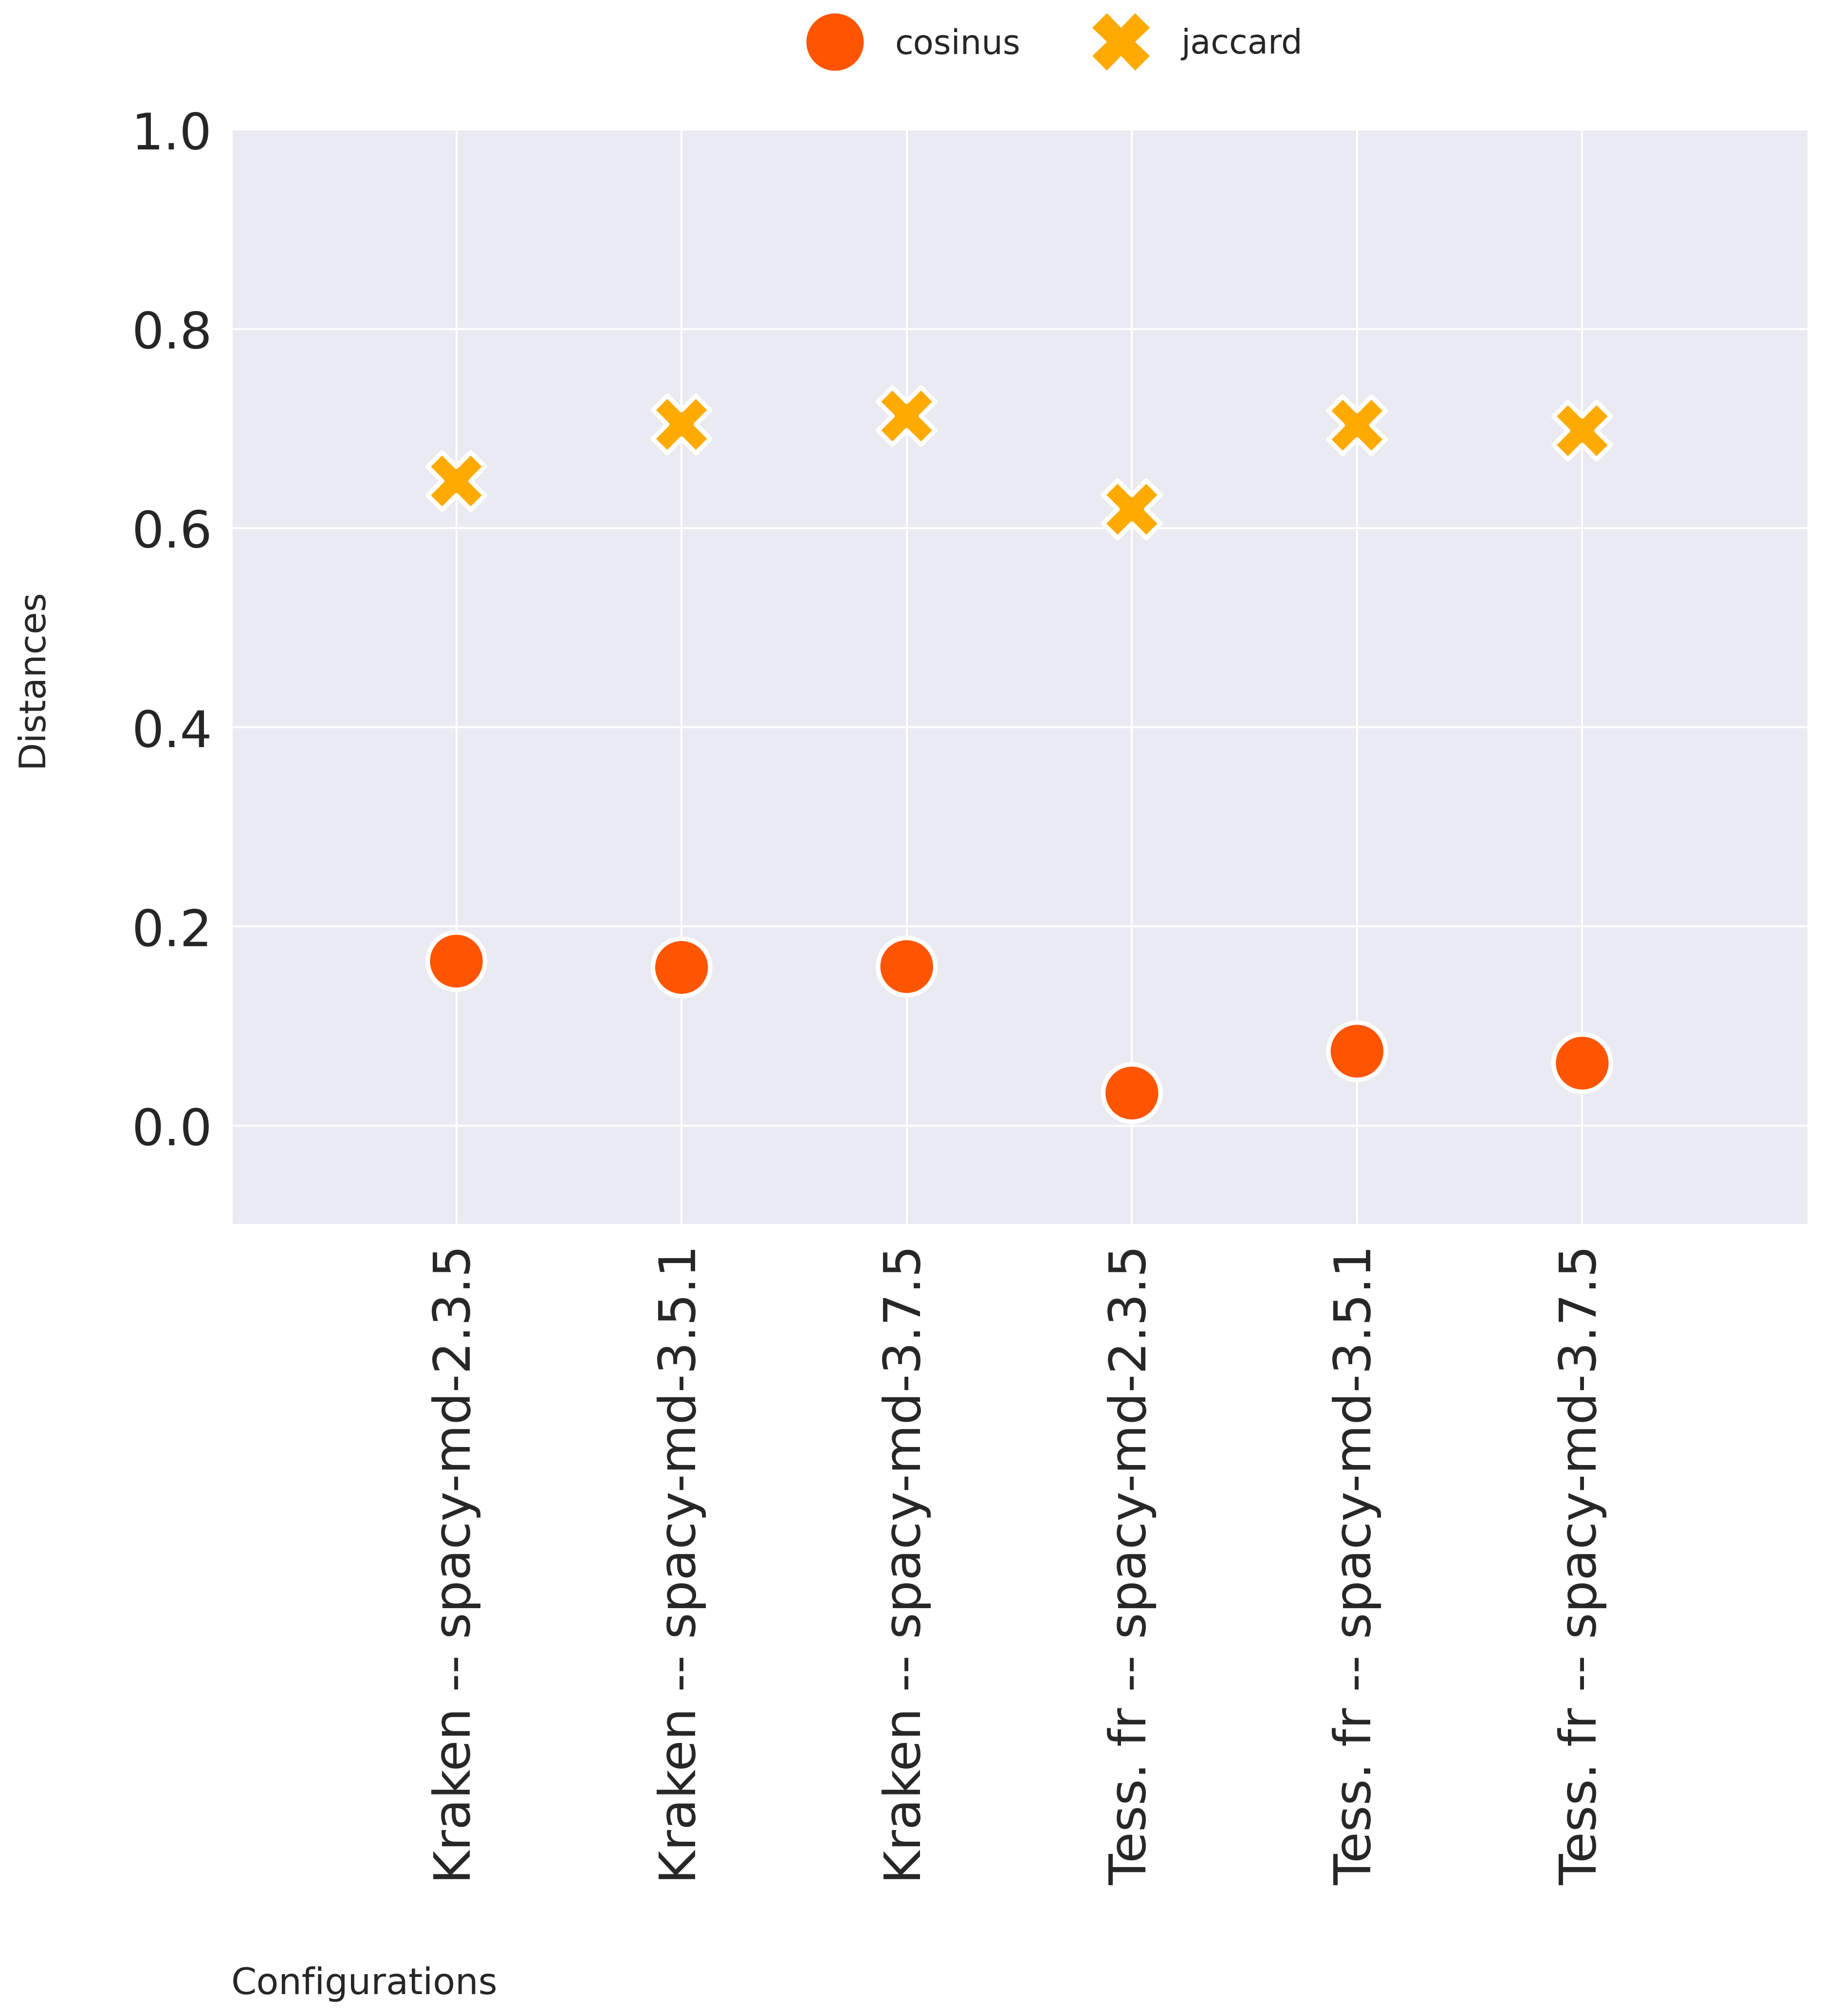 cosinus
jaccard
1.0
0.8
0.6
0.4
0.2
0.0
Distances
Kraken -- spacy-md-2.3.5
Kraken -- spacy-md-3.5.1
Kraken -- spacy-md-3.7.5
Tess. fr -- spacy-md-2.3.5
Tess. fr -- spacy-md-3.5.1
Tess. fr -- spacy-md-3.7.5
Configurations